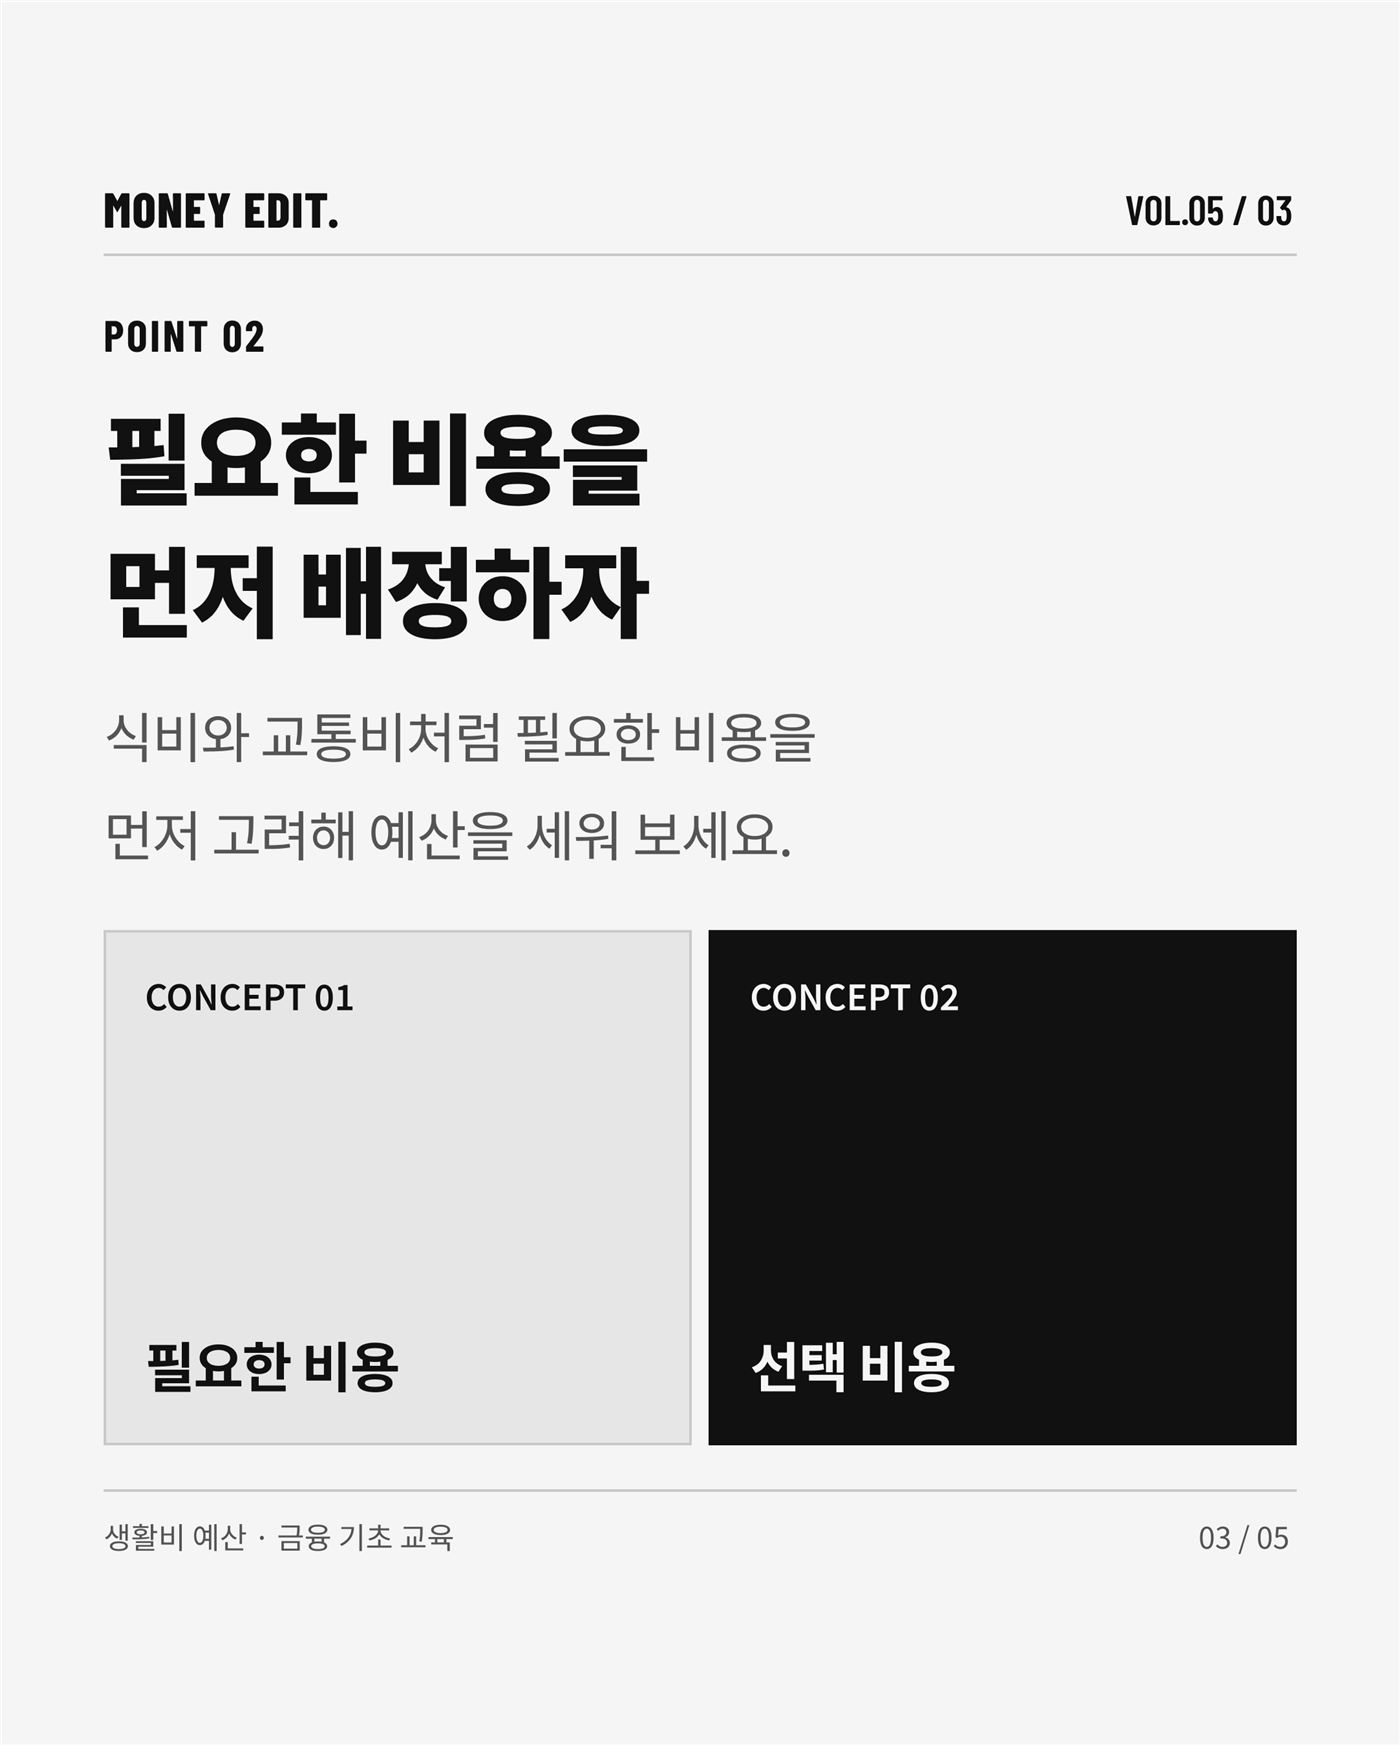 MONEY EDIT.
VOL.05 / 03
POINT 02
필요한 비용을
먼저 배정하자
식비와 교통비처럼 필요한 비용을
먼저 고려해 예산을 세워 보세요.
CONCEPT 01
필요한 비용
CONCEPT 02
선택 비용
생활비 예산 · 금융 기초 교육
03 / 05